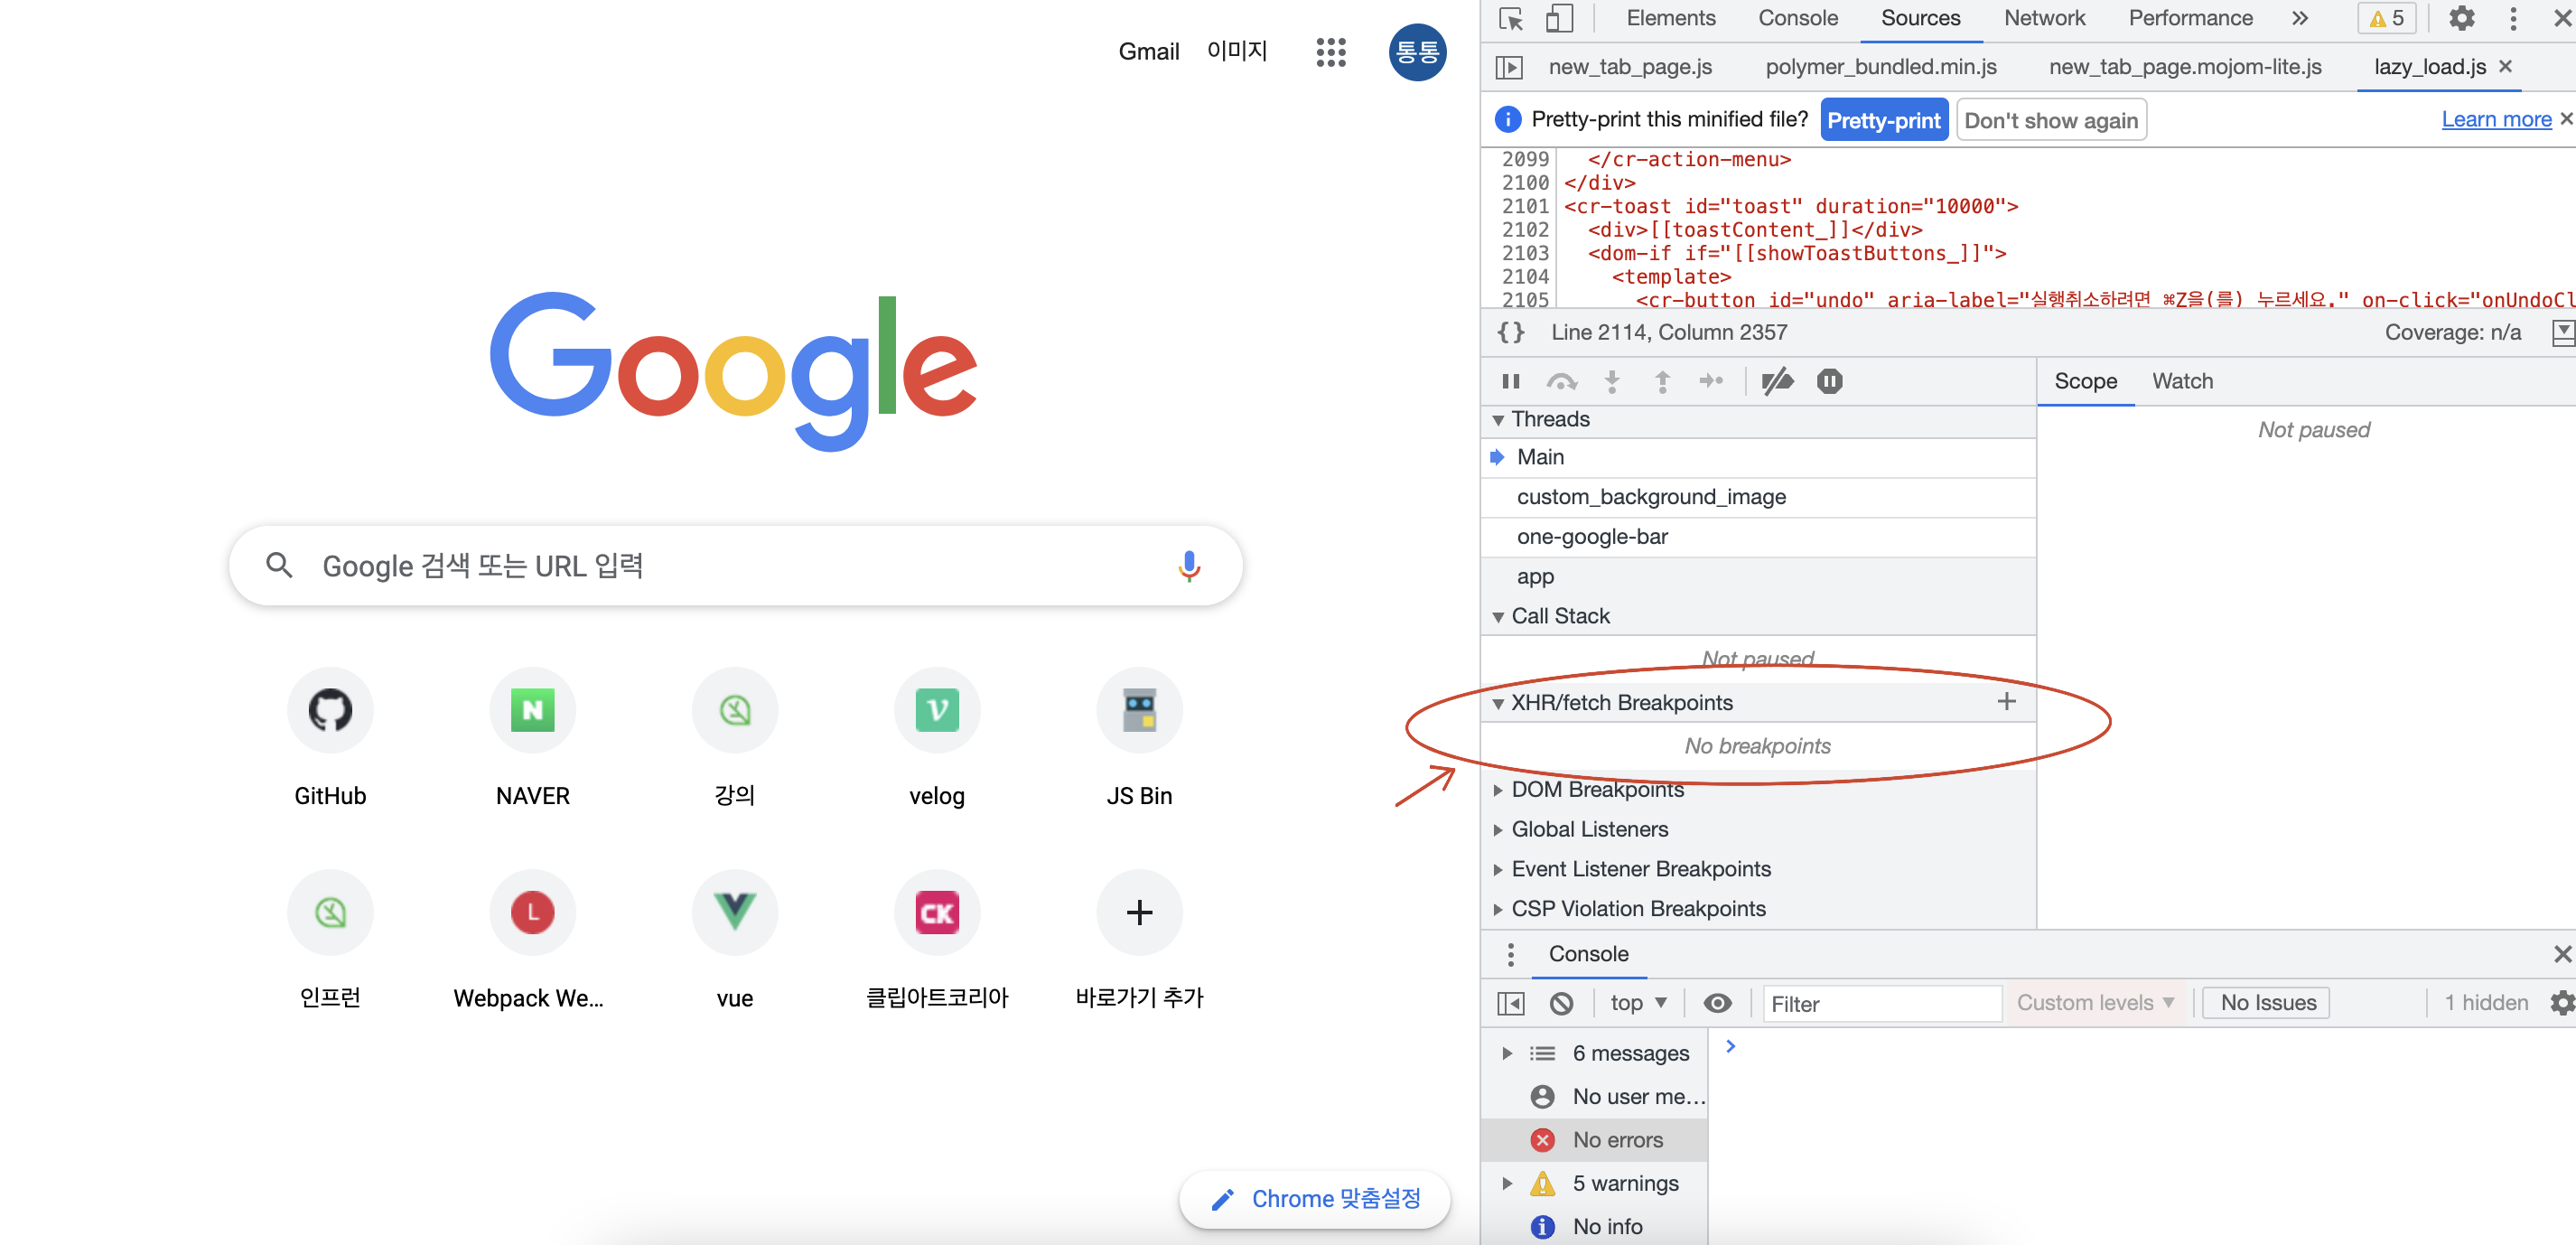 Gmail 이미지 통통
Google
Google 검색 또는 URL 입력
GitHub NAVER 강의 velog JS Bin
인프런 Webpack We... vue 클립아트코리아 바로가기 추가
Chrome 맞춤설정
Elements Console Sources Network Performance » 5
new_tab_page.js polymer_bundled.min.js new_tab_page.mojom-lite.js lazy_load.js
Pretty-print this minified file? Pretty-print Don't show again Learn more
2099 </cr-action-menu>
2100 </div>
2101 <cr-toast id="toast" duration="10000">
2102 <div>[[toastContent_]]</div>
2103 <dom-if if="[[showToastButtons_]]">
2104 <template>
2105 <cr-button id="undo" aria-label="실행취소하려면 ⌘Z을(를) 누르세요." on-click="onUndoCl
{} Line 2114, Column 2357 Coverage: n/a
Scope Watch
Not paused
Threads
Main
custom_background_image
one-google-bar
app
Call Stack
Not paused
XHR/fetch Breakpoints
No breakpoints
DOM Breakpoints
Global Listeners
Event Listener Breakpoints
CSP Violation Breakpoints
Console
top Filter Custom levels No Issues 1 hidden
6 messages
No user me...
No errors
5 warnings
No info